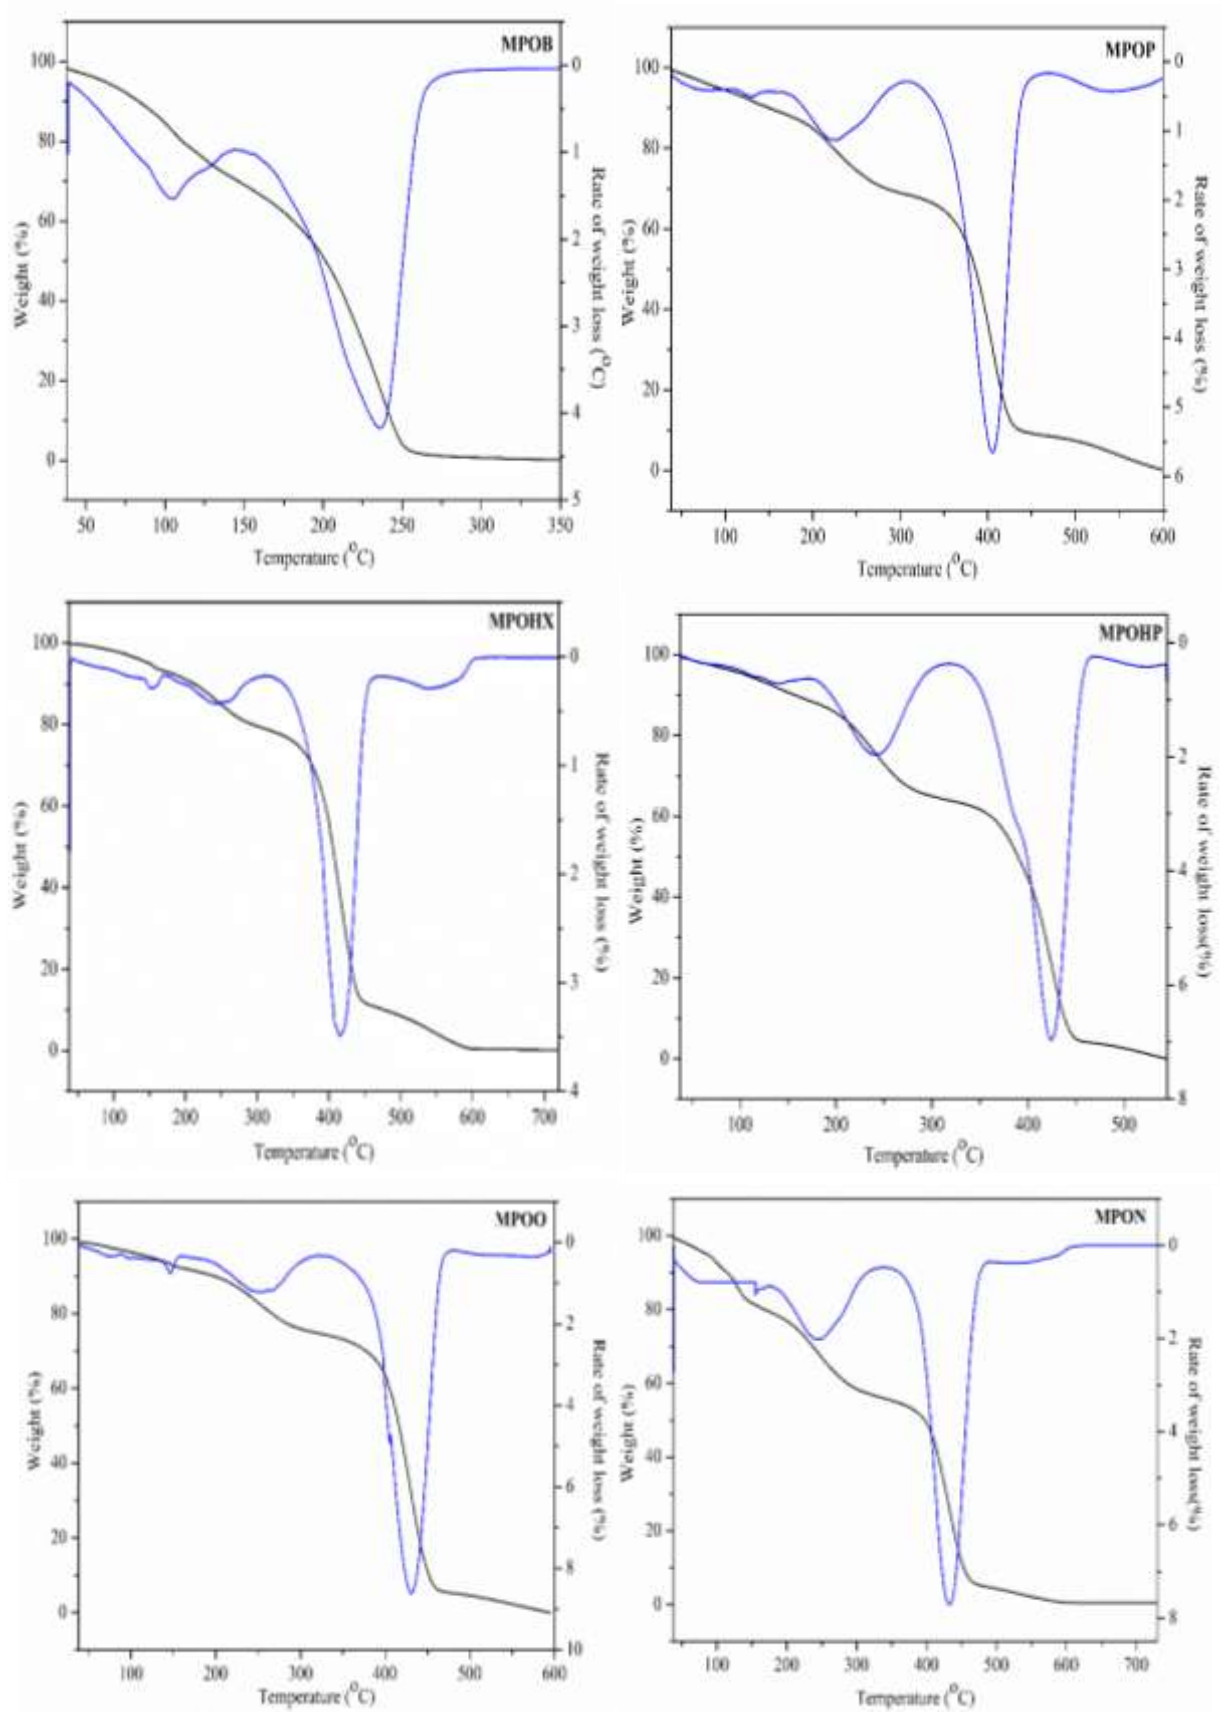 MPOB
100
80
60
40
20
0
Weight (%)
0
1
2
3
4
5
Rate of weight loss (°C)
50 100 150 200 250 300 350
Temperature (°C)
MPOP
100
80
60
40
20
0
Weight (%)
0
1
2
3
4
5
6
Rate of weight loss (%)
100 200 300 400 500 600
Temperature (°C)
MPOHX
100
80
60
40
20
0
Weight (%)
0
1
2
3
4
Rate of weight loss (%)
100 200 300 400 500 600 700
Temperature (°C)
MPOHP
100
80
60
40
20
0
Weight (%)
0
2
4
6
8
Rate of weight loss(%)
100 200 300 400 500
Temperature (°C)
MPOO
100
80
60
40
20
0
Weight (%)
0
2
4
6
8
10
Rate of weight loss (%)
100 200 300 400 500 600
Temperature (°C)
MPON
100
80
60
40
20
0
Weight (%)
0
2
4
6
8
Rate of weight loss(%)
100 200 300 400 500 600 700
Temperature (°C)